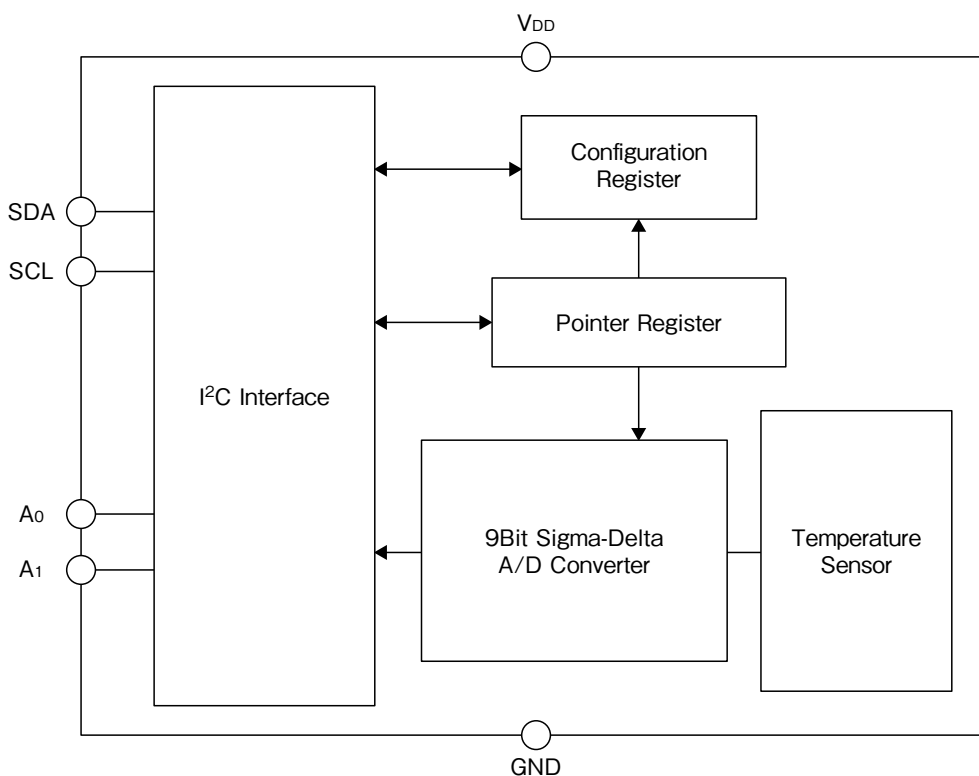 VDD
Configuration
Register
SDA
SCL
Pointer Register
I²C Interface
A0
A1
9Bit Sigma-Delta
A/D Converter
Temperature
Sensor
GND